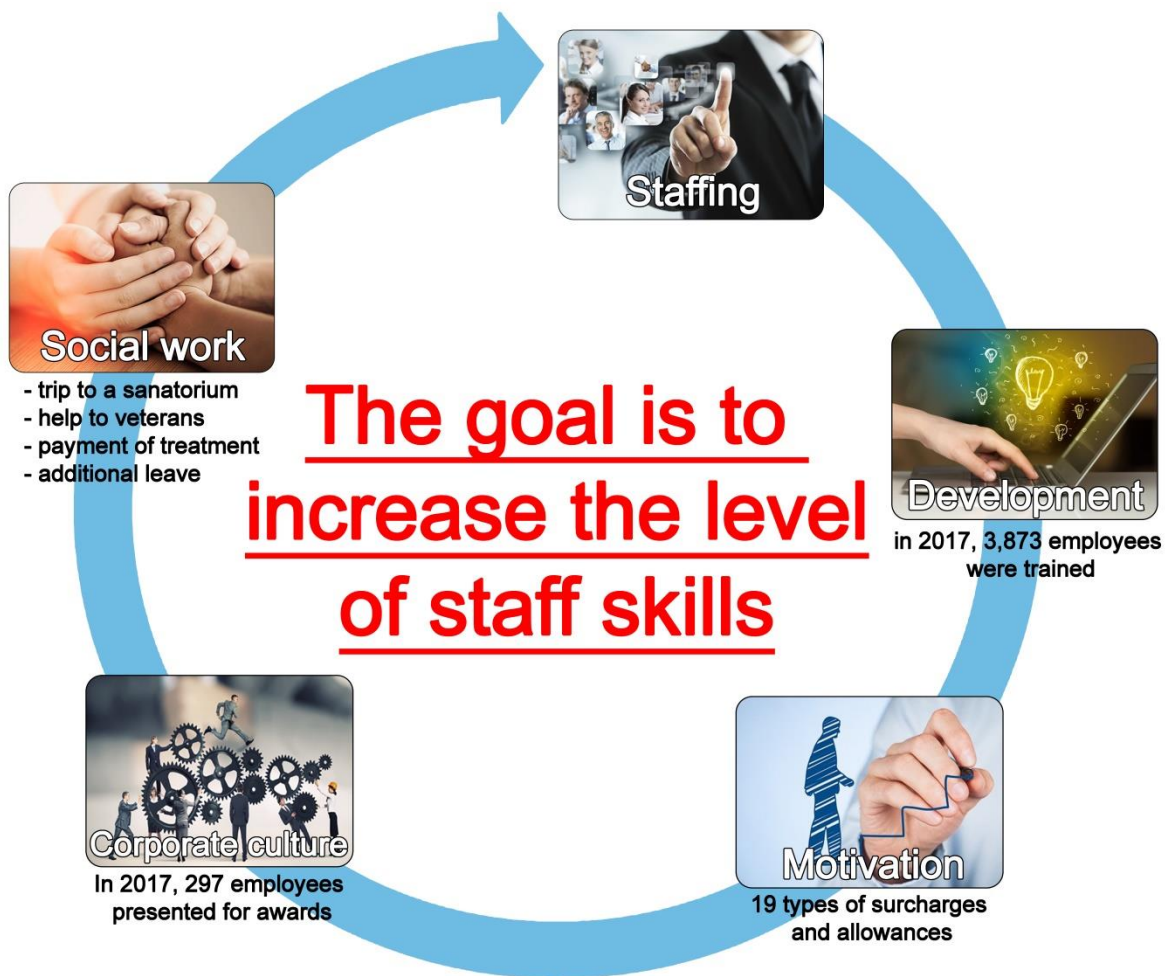 Staffing
Social work
- trip to a sanatorium
- help to veterans
- payment of treatment
- additional leave
The goal is to
increase the level
of staff skills
Development
in 2017, 3,873 employees
were trained
Corporate culture
In 2017, 297 employees
presented for awards
Motivation
19 types of surcharges
and allowances